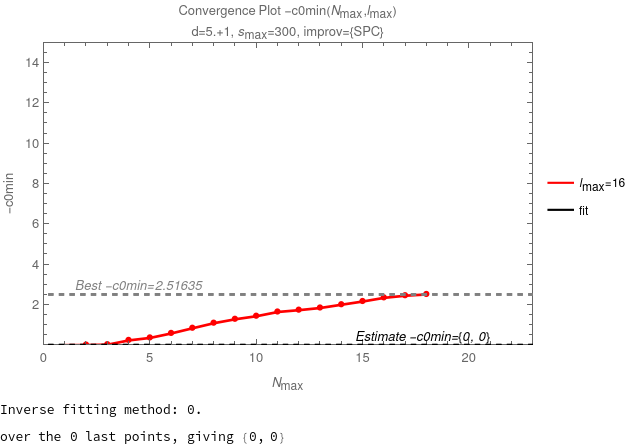 Convergence Plot -c0min(Nmax,lmax)
d=5.+1, smax=300, improv={SPC}
14
12
10
8
6
4
2
-c0min
Best -c0min=2.51635
Estimate -c0min={0, 0}
0
5
10
15
20
Nmax
lmax=16
fit
Inverse fitting method: 0.
over the 0 last points, giving {0, 0}